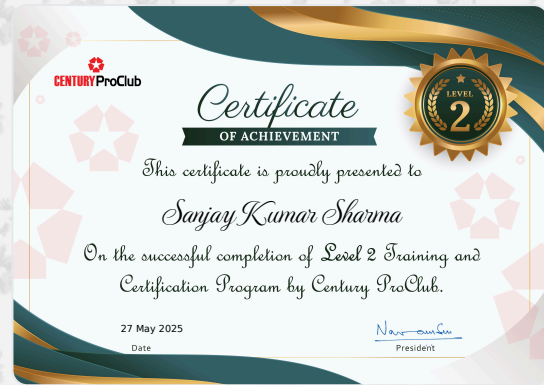 CENTURY ProClub
LEVEL
2
Certificate
OF ACHIEVEMENT
This certificate is proudly presented to
Sanjay Kumar Sharma
On the successful completion of Level 2 Training and
Certification Program by Century ProClub.
27 May 2025
Date
President